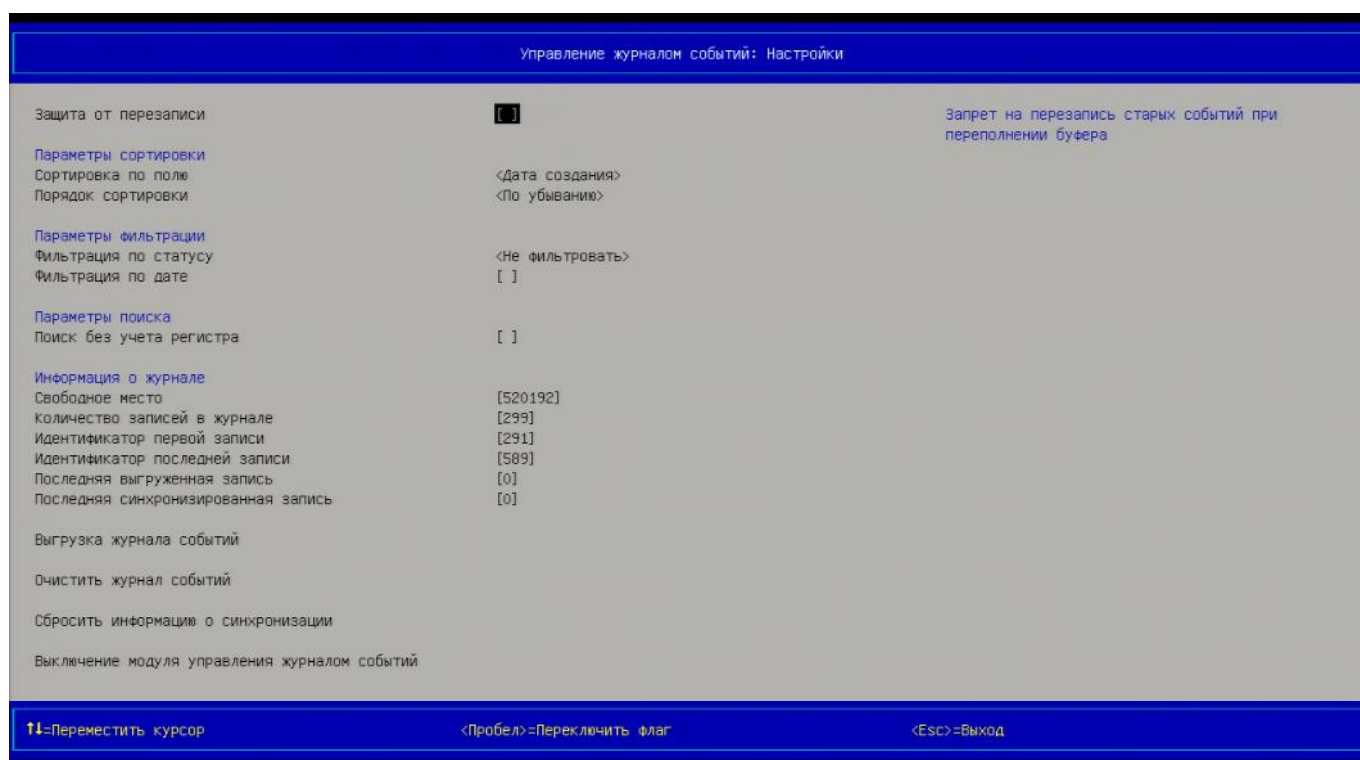 Управление журналом событий: Настройки
Защита от перезаписи [ ] Запрет на перезапись старых событий при
переполнении буфера
Параметры сортировки
Сортировка по полю <Дата создания>
Порядок сортировки <По убыванию>
Параметры фильтрации
Фильтрация по статусу <Не фильтровать>
Фильтрация по дате [ ]
Параметры поиска
Поиск без учета регистра [ ]
Информация о журнале
Свободное место [520192]
Количество записей в журнале [299]
Идентификатор первой записи [291]
Идентификатор последней записи [589]
Последняя выгруженная запись [0]
Последняя синхронизированная запись [0]
Выгрузка журнала событий
Очистить журнал событий
Сбросить информацию о синхронизации
Выключение модуля управления журналом событий
↑↓=Переместить курсор <Пробел>=Переключить флаг <Esc>=Выход